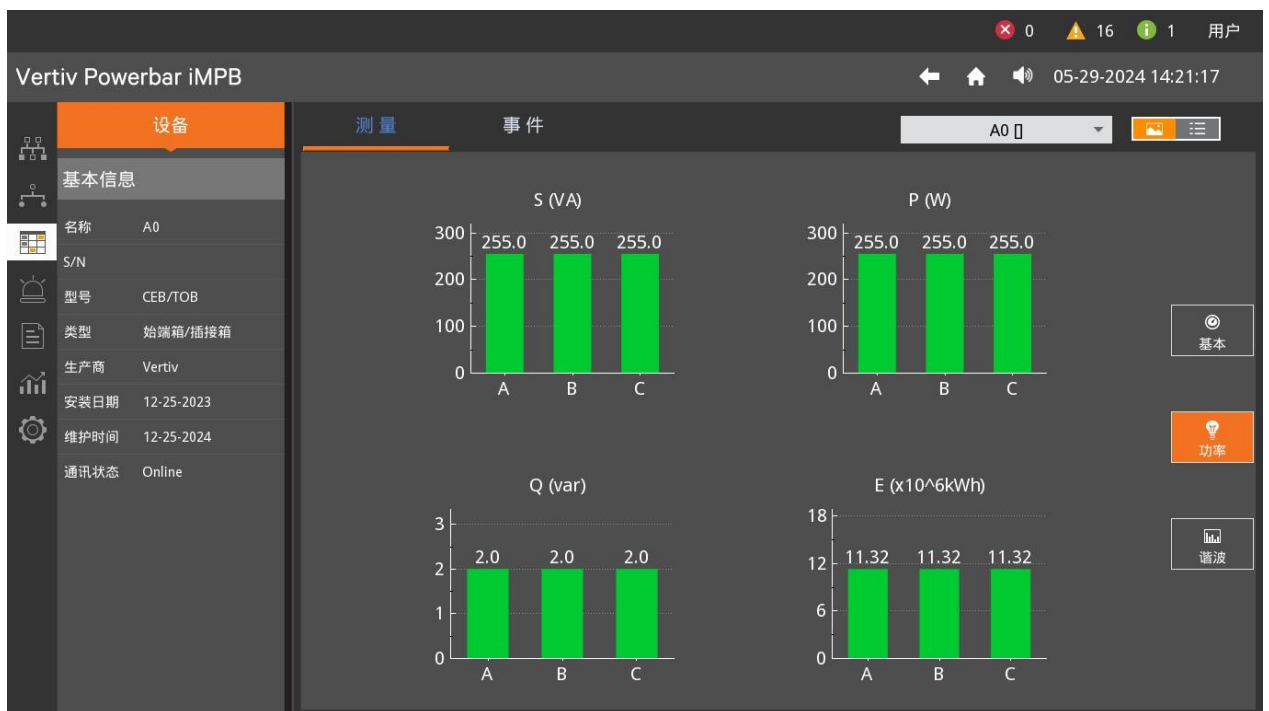 0 16 1 用户
Vertiv Powerbar iMPB 05-29-2024 14:21:17
设备 测量 事件 A0 []
基本信息
名称 A0
S/N
型号 CEB/TOB
类型 始端箱/插接箱
生产商 Vertiv
安装日期 12-25-2023
维护时间 12-25-2024
通讯状态 Online
S (VA)
300
200
100
0
255.0 255.0 255.0
A B C
P (W)
300
200
100
0
255.0 255.0 255.0
A B C
Q (var)
3
2
1
0
2.0 2.0 2.0
A B C
E (x10^6kWh)
18
12
6
0
11.32 11.32 11.32
A B C
基本
功率
谐波